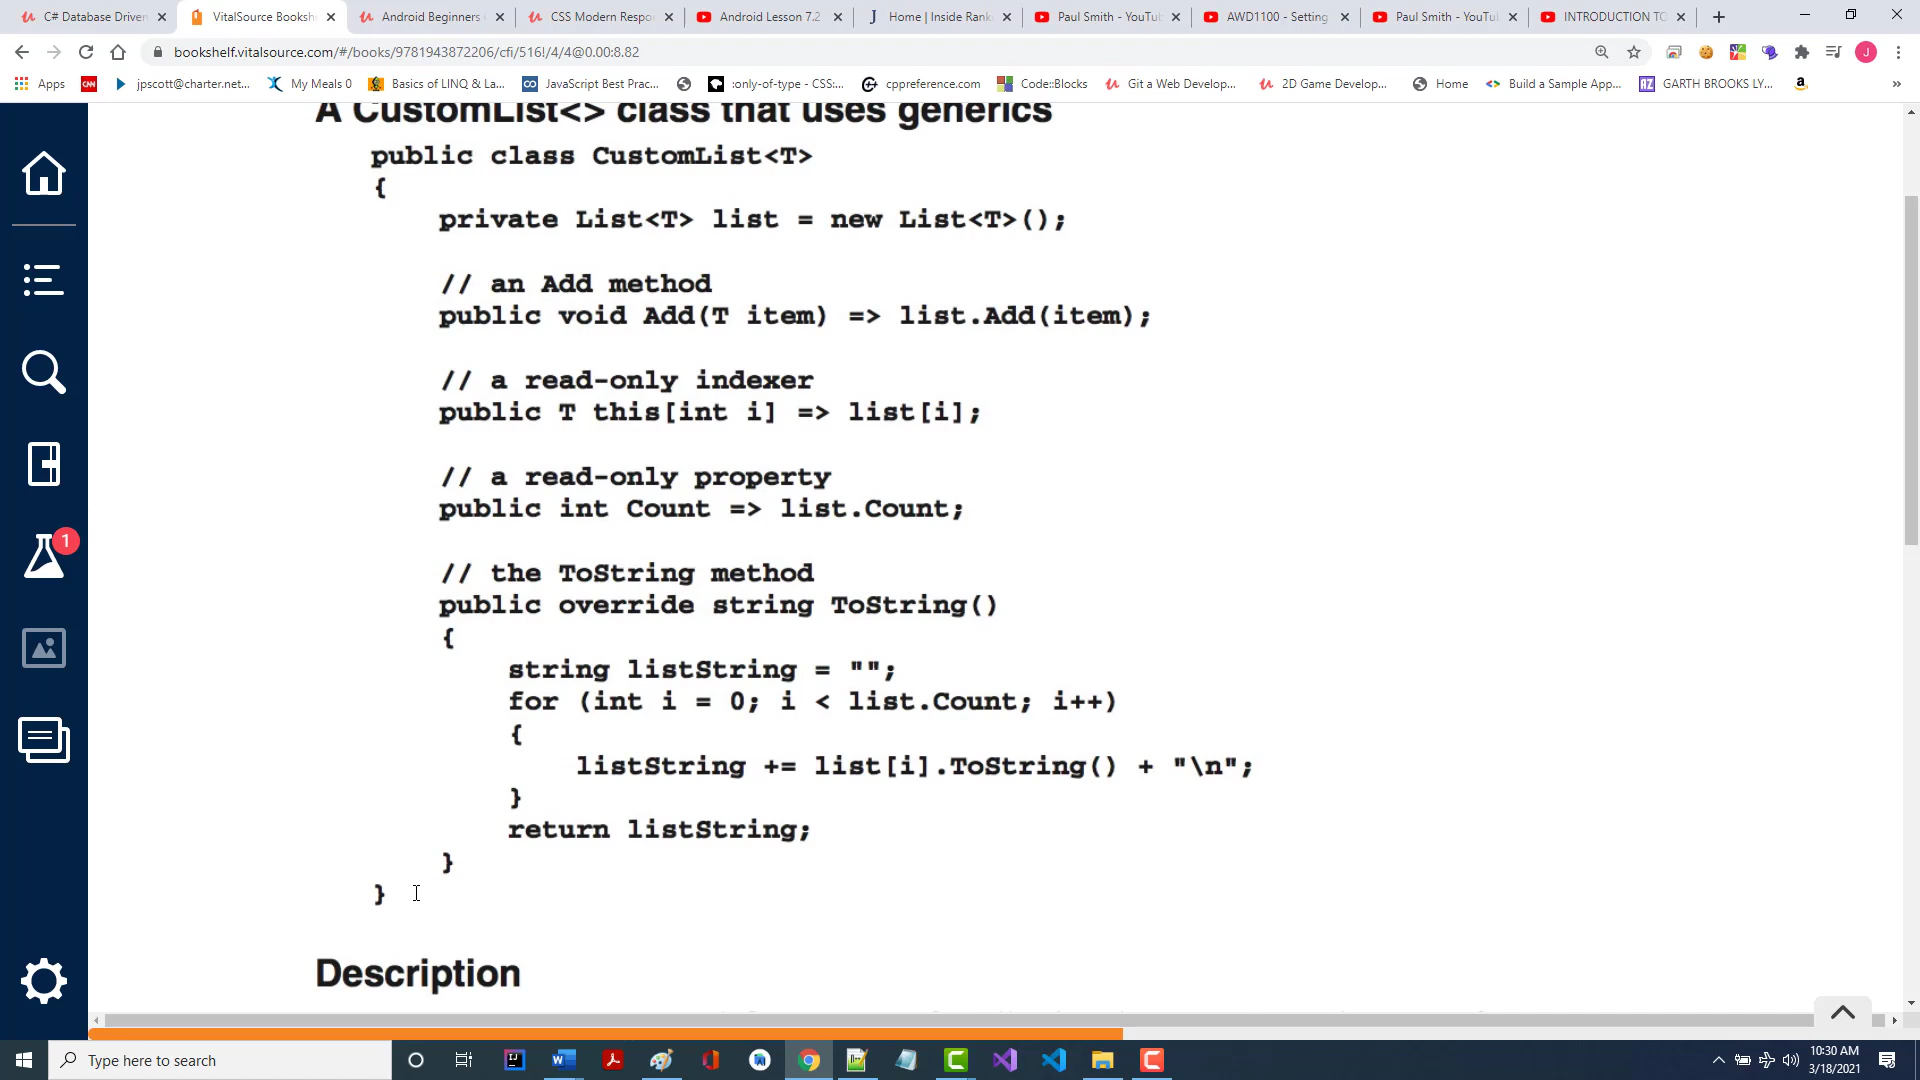 C# Database Driven
VitalSource Booksh
Android Beginners
CSS Modern Respo
Android Lesson 7.2
Home | Inside Rank
Paul Smith - YouTu
AWD1100 - Setting
Paul Smith - YouTu
INTRODUCTION TO
bookshelf.vitalsource.com/#/books/9781943872206/cfi/516!/4/4@0.00:8.82
J
Apps
CNN
jpscott@charter.net...
My Meals 0
Basics of LINQ & La...
JavaScript Best Prac...
:only-of-type - CSS:...
cppreference.com
Code::Blocks
Git a Web Develop...
2D Game Develop...
Home
Build a Sample App...
GARTH BROOKS LY...
»
A CustomList<> class that uses generics
public class CustomList<T>
{
private List<T> list = new List<T>();
// an Add method
public void Add(T item) => list.Add(item);
// a read-only indexer
public T this[int i] => list[i];
// a read-only property
public int Count => list.Count;
// the ToString method
public override string ToString()
{
string listString = "";
for (int i = 0; i < list.Count; i++)
{
listString += list[i].ToString() + "\n";
}
return listString;
}
}
Description
1
Type here to search
10:30 AM
3/18/2021